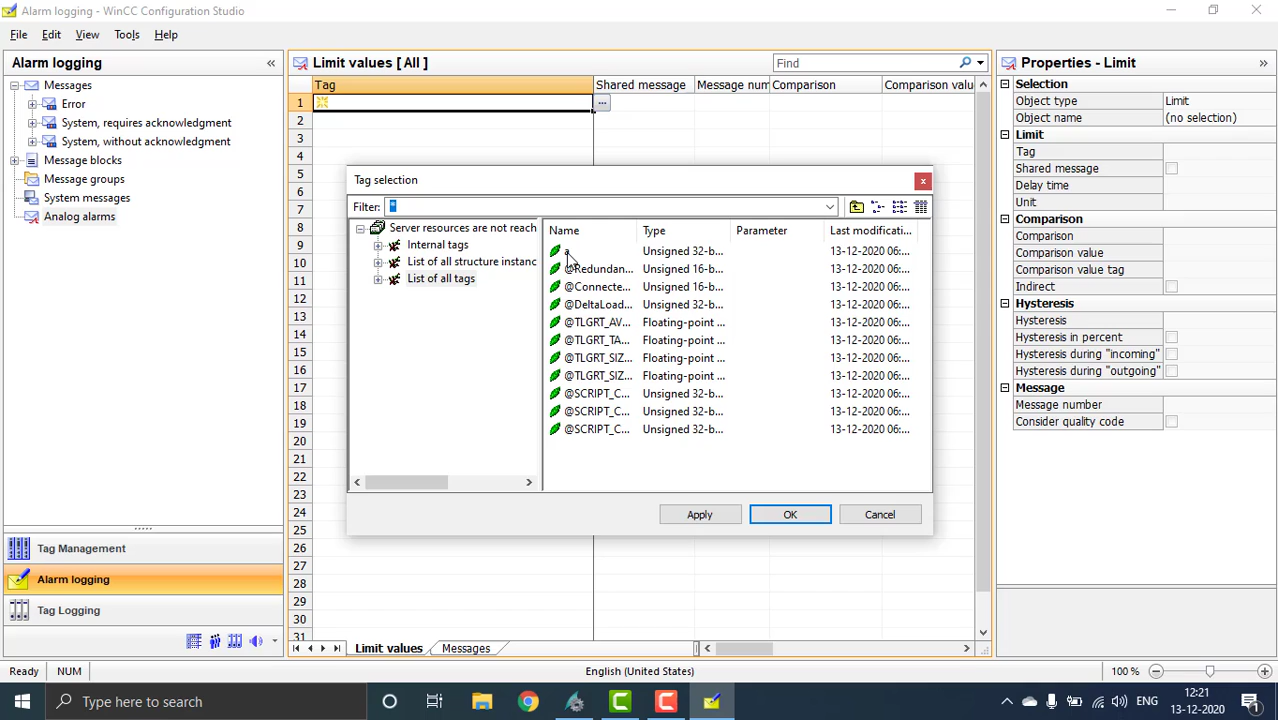 Alarm logging - WinCC Configuration Studio
File Edit View Tools Help
Alarm logging «
Messages
Error
System, requires acknowledgment
System, without acknowledgment
Message blocks
Message groups
System messages
Analog alarms
Tag Management
Alarm logging
Tag Logging
Limit values [ All ] Find
Tag Shared message Message num Comparison Comparison valu
1 ...
2
3
4
5
6
7
8
9
10
11
12
13
14
15
16
17
18
19
20
21
22
23
24
25
26
27
28
29
30
31
Tag selection x
Filter: *
Server resources are not reach
Internal tags
List of all structure instanc
List of all tags
Name Type Parameter Last modificati...
a Unsigned 32-b... 13-12-2020 06:...
@Redundan... Unsigned 16-b... 13-12-2020 06:...
@Connecte... Unsigned 16-b... 13-12-2020 06:...
@DeltaLoad... Unsigned 32-b... 13-12-2020 06:...
@TLGRT_AV... Floating-point ... 13-12-2020 06:...
@TLGRT_TA... Floating-point ... 13-12-2020 06:...
@TLGRT_SIZ... Floating-point ... 13-12-2020 06:...
@TLGRT_SIZ... Floating-point ... 13-12-2020 06:...
@SCRIPT_C... Unsigned 32-b... 13-12-2020 06:...
@SCRIPT_C... Unsigned 32-b... 13-12-2020 06:...
@SCRIPT_C... Unsigned 32-b... 13-12-2020 06:...
Apply OK Cancel
Limit values Messages
Properties - Limit »
Selection
Object type Limit
Object name (no selection)
Limit
Tag
Shared message
Delay time
Unit
Comparison
Comparison
Comparison value
Comparison value tag
Indirect
Hysteresis
Hysteresis
Hysteresis in percent
Hysteresis during "incoming"
Hysteresis during "outgoing"
Message
Message number
Consider quality code
Ready NUM English (United States) 100 %
Type here to search
ENG 12:21
13-12-2020
1